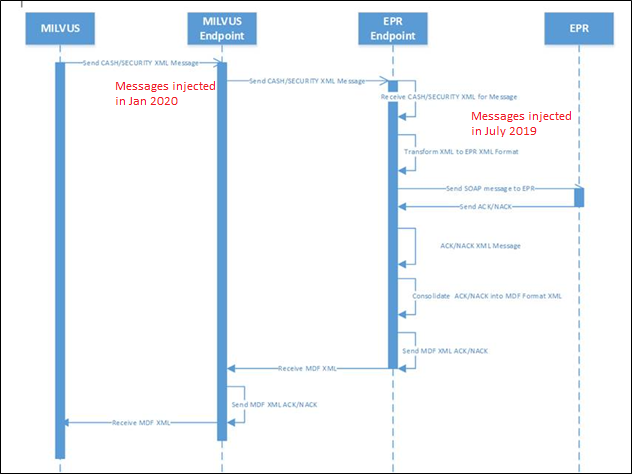 MILVUS
MILVUS
Endpoint
EPR
Endpoint
EPR
Send CASH/SECURITY XML Message
Messages injected
in Jan 2020
Send CASH/SECURITY XML Message
Receive CASH/SECURITY XML for Message
Messages injected
in July 2019
Transform XML to EPR XML Format
Send SOAP message to EPR
Send ACK/NACK
ACK/NACK XML Message
Consolidate ACK/NACK into MDF Format XML
Send MDF XML ACK/NACK
Receive MDF XML
Send MDF XML ACK/NACK
Receive MDF XML